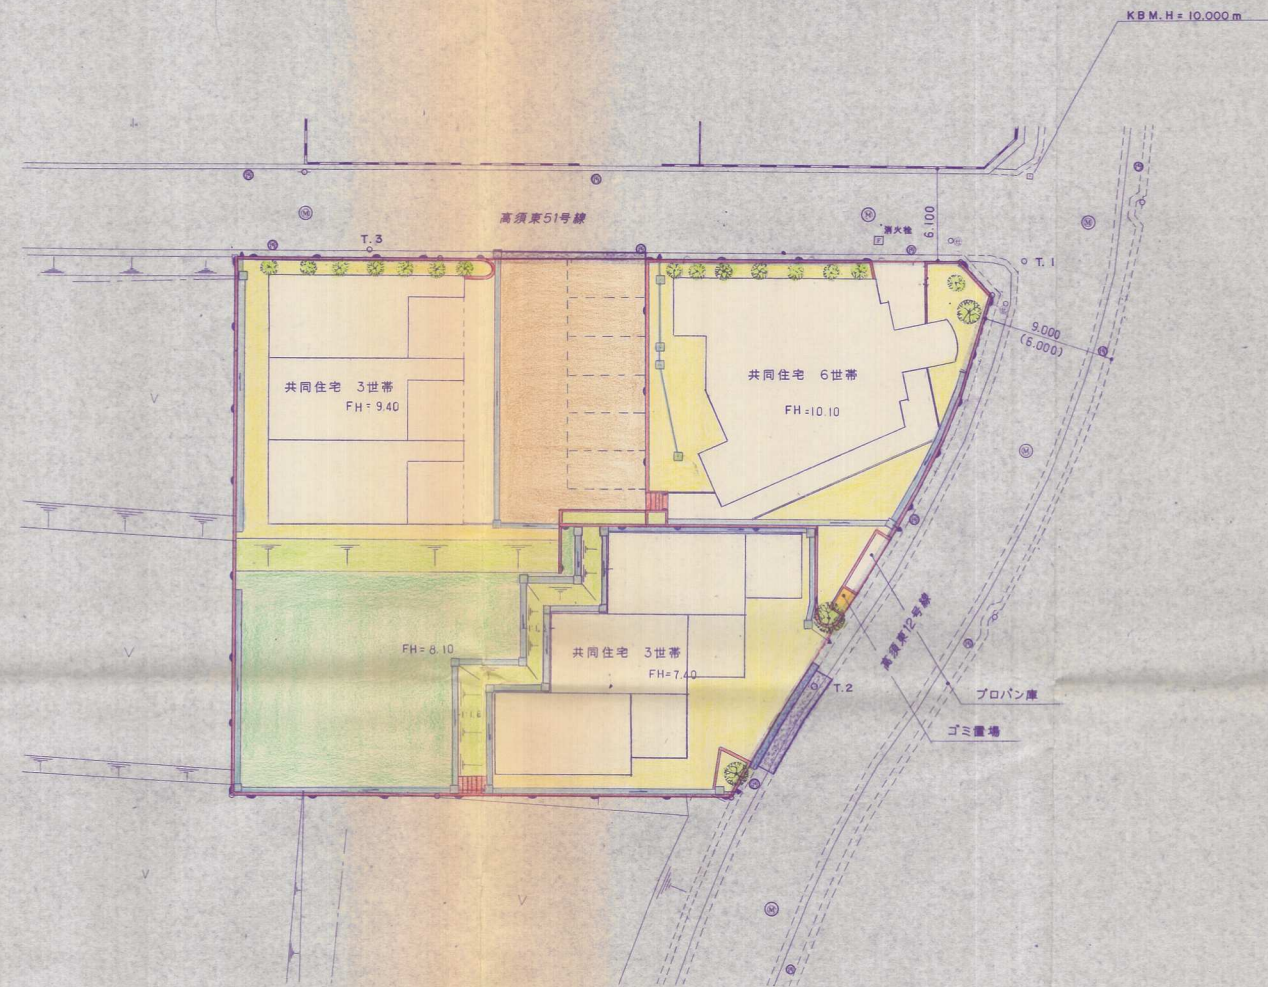 KBM.H=10.000m
高須東51号線
消火栓
6.100
T.3
T.1
9.000
(6.000)
共同住宅 3世帯
FH=9.40
共同住宅 6世帯
FH=10.10
高須東12号線
FH=8.10
共同住宅 3世帯
FH=7.40
T.2
プロパン庫
ゴミ置場